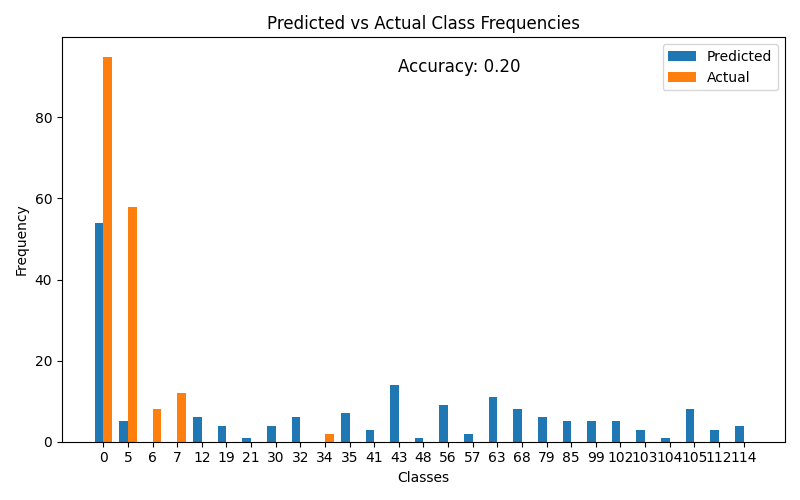 Predicted vs Actual Class Frequencies
Accuracy: 0.20
Predicted
Actual
Frequency
80
60
40
20
0
0 5 6 7 12 19 21 30 32 34 35 41 43 48 56 57 63 68 79 85 99 102 103 104 105 112 114
Classes